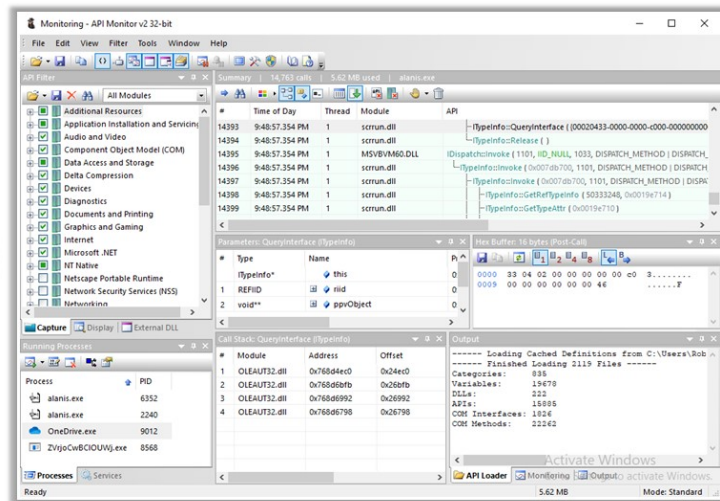 Monitoring - API Monitor v2 32-bit
File Edit View Filter Tools Window Help
API Filter
All Modules
Additional Resources
Application Installation and Servicing
Audio and Video
Component Object Model (COM)
Data Access and Storage
Delta Compression
Devices
Diagnostics
Documents and Printing
Graphics and Gaming
Internet
Microsoft .NET
NT Native
Netscape Portable Runtime
Network Security Services (NSS)
Networking
Capture Display External DLL
Summary | 14,763 calls | 5.62 MB used | alanis.exe
# Time of Day Thread Module API
14393 9:48:57.354 PM 1 scrrun.dll ITypeInfo::QueryInterface ( {00020433-0000-0000-c000-000000000
14394 9:48:57.354 PM 1 scrrun.dll ITypeInfo::Release ( )
14395 9:48:57.354 PM 1 MSVBVM60.DLL IDispatch::Invoke ( 1101, IID_NULL, 1033, DISPATCH_METHOD | DISPATCH_
14396 9:48:57.354 PM 1 scrrun.dll ITypeInfo::Invoke ( 0x007db700, 1101, DISPATCH_METHOD | DISPATCH_
14397 9:48:57.354 PM 1 scrrun.dll ITypeInfo::Invoke ( 0x007db700, 1101, DISPATCH_METHOD | DISPAT
14398 9:48:57.354 PM 1 scrrun.dll ITypeInfo::GetRefTypeInfo ( 50333248, 0x0019e714 )
14399 9:48:57.354 PM 1 scrrun.dll ITypeInfo::GetTypeAttr ( 0x0019e710 )
Parameters: QueryInterface (ITypeInfo)
# Type Name
ITypeInfo* this
1 REFIID riid
2 void** ppvObject
Hex Buffer: 16 bytes (Post-Call)
0000 33 04 02 00 00 00 00 00 c0 3........
0009 00 00 00 00 00 00 46 ......F
Running Processes
Process PID
alanis.exe 6352
alanis.exe 2240
OneDrive.exe 9012
ZVrjoCwBCIOUWj.exe 8568
Processes Services
Call Stack: QueryInterface (ITypeInfo)
# Module Address Offset
1 OLEAUT32.dll 0x768d4ec0 0x24ec0
2 OLEAUT32.dll 0x768d6bfb 0x26bfb
3 OLEAUT32.dll 0x768d6992 0x26992
4 OLEAUT32.dll 0x768d6798 0x26798
Output
------ Loading Cached Definitions from C:\Users\Rob
------ Finished Loading 2119 Files ------
Categories: 835
Variables: 19678
DLLs: 222
APIs: 15885
COM Interfaces: 1826
COM Methods: 22262
Activate Windows
API Loader Monitoring Output to activate Windows.
Ready 5.62 MB Mode: Standard